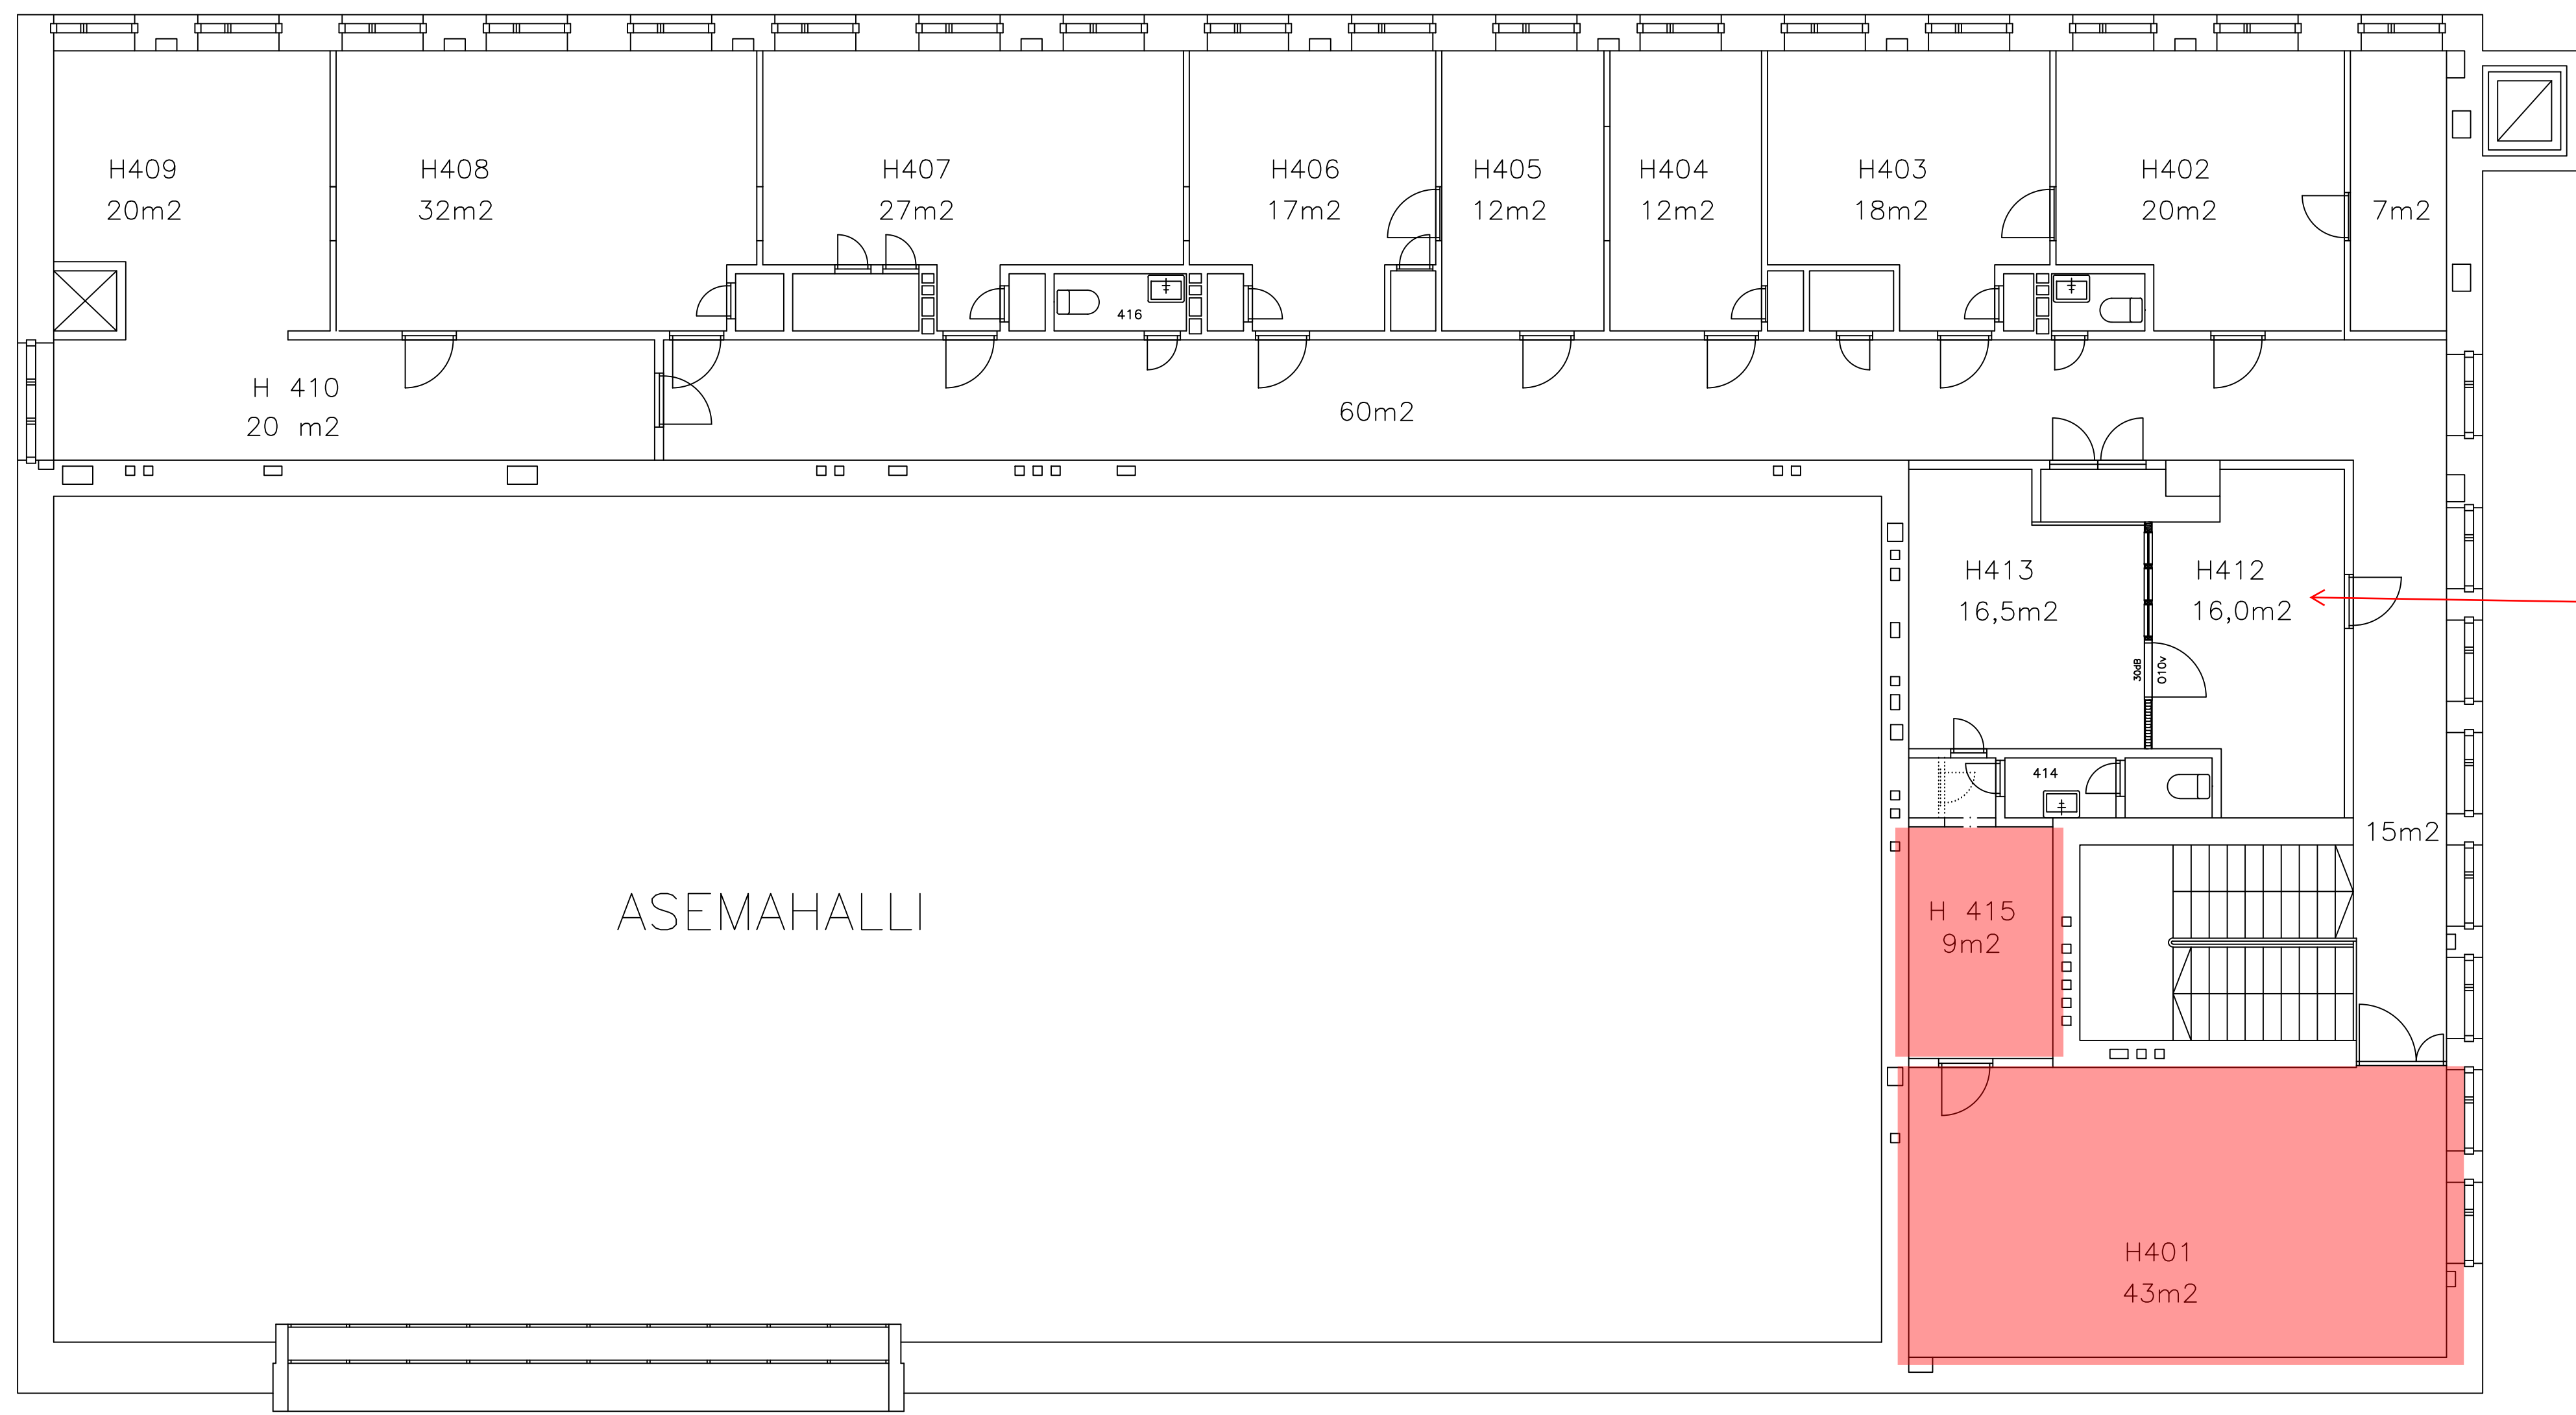 H409
20m2
H408
32m2
H407
27m2
H406
17m2
H405
12m2
H404
12m2
H403
18m2
H402
20m2
7m2
416
H 410
20 m2
60m2
H413
16,5m2
H412
16,0m2
30dB
010v
414
15m2
ASEMAHALLI
H 415
9m2
H401
43m2